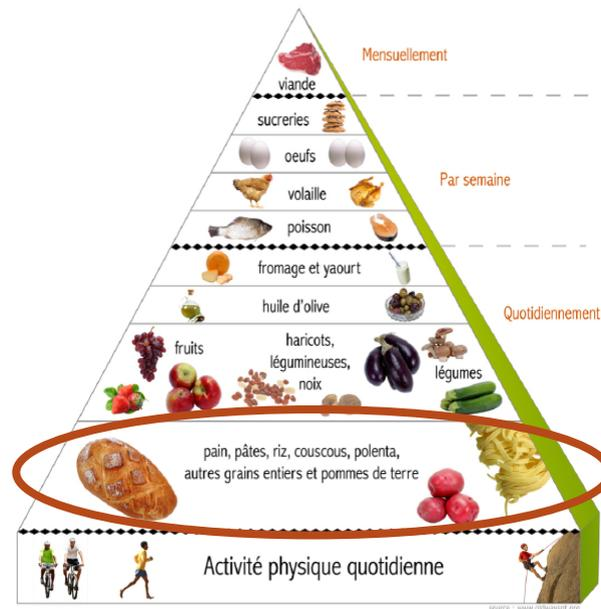 Mensuellement
viande
sucreries
oeufs
Par semaine
volaille
poisson
fromage et yaourt
huile d'olive
Quotidiennement
fruits
haricots,
légumineuses,
noix
légumes
pain, pâtes, riz, couscous, polenta,
autres grains entiers et pommes de terre
Activité physique quotidienne